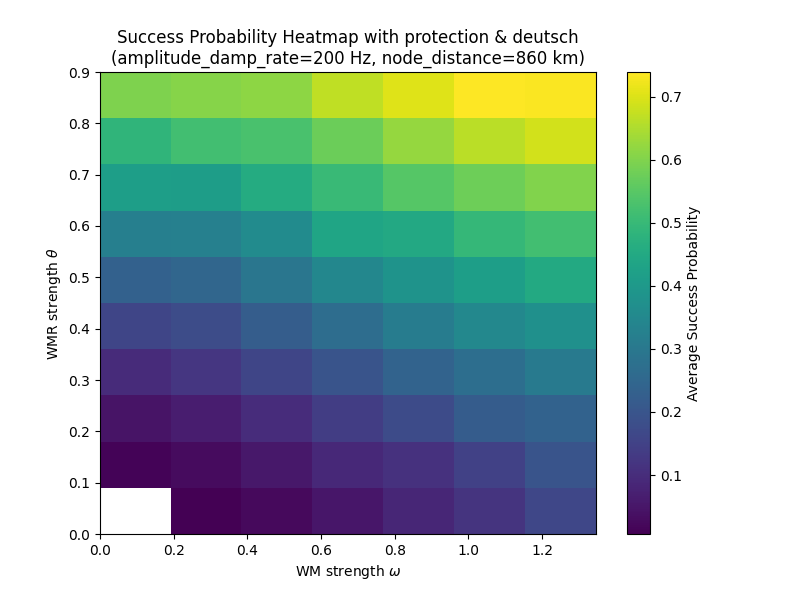 Success Probability Heatmap with protection & deutsch
(amplitude_damp_rate=200 Hz, node_distance=860 km)
0.9
0.8
0.7
0.6
0.5
0.4
0.3
0.2
0.1
0.0
WMR strength θ
0.0 0.2 0.4 0.6 0.8 1.0 1.2
WM strength ω
0.7
0.6
0.5
0.4
0.3
0.2
0.1
Average Success Probability